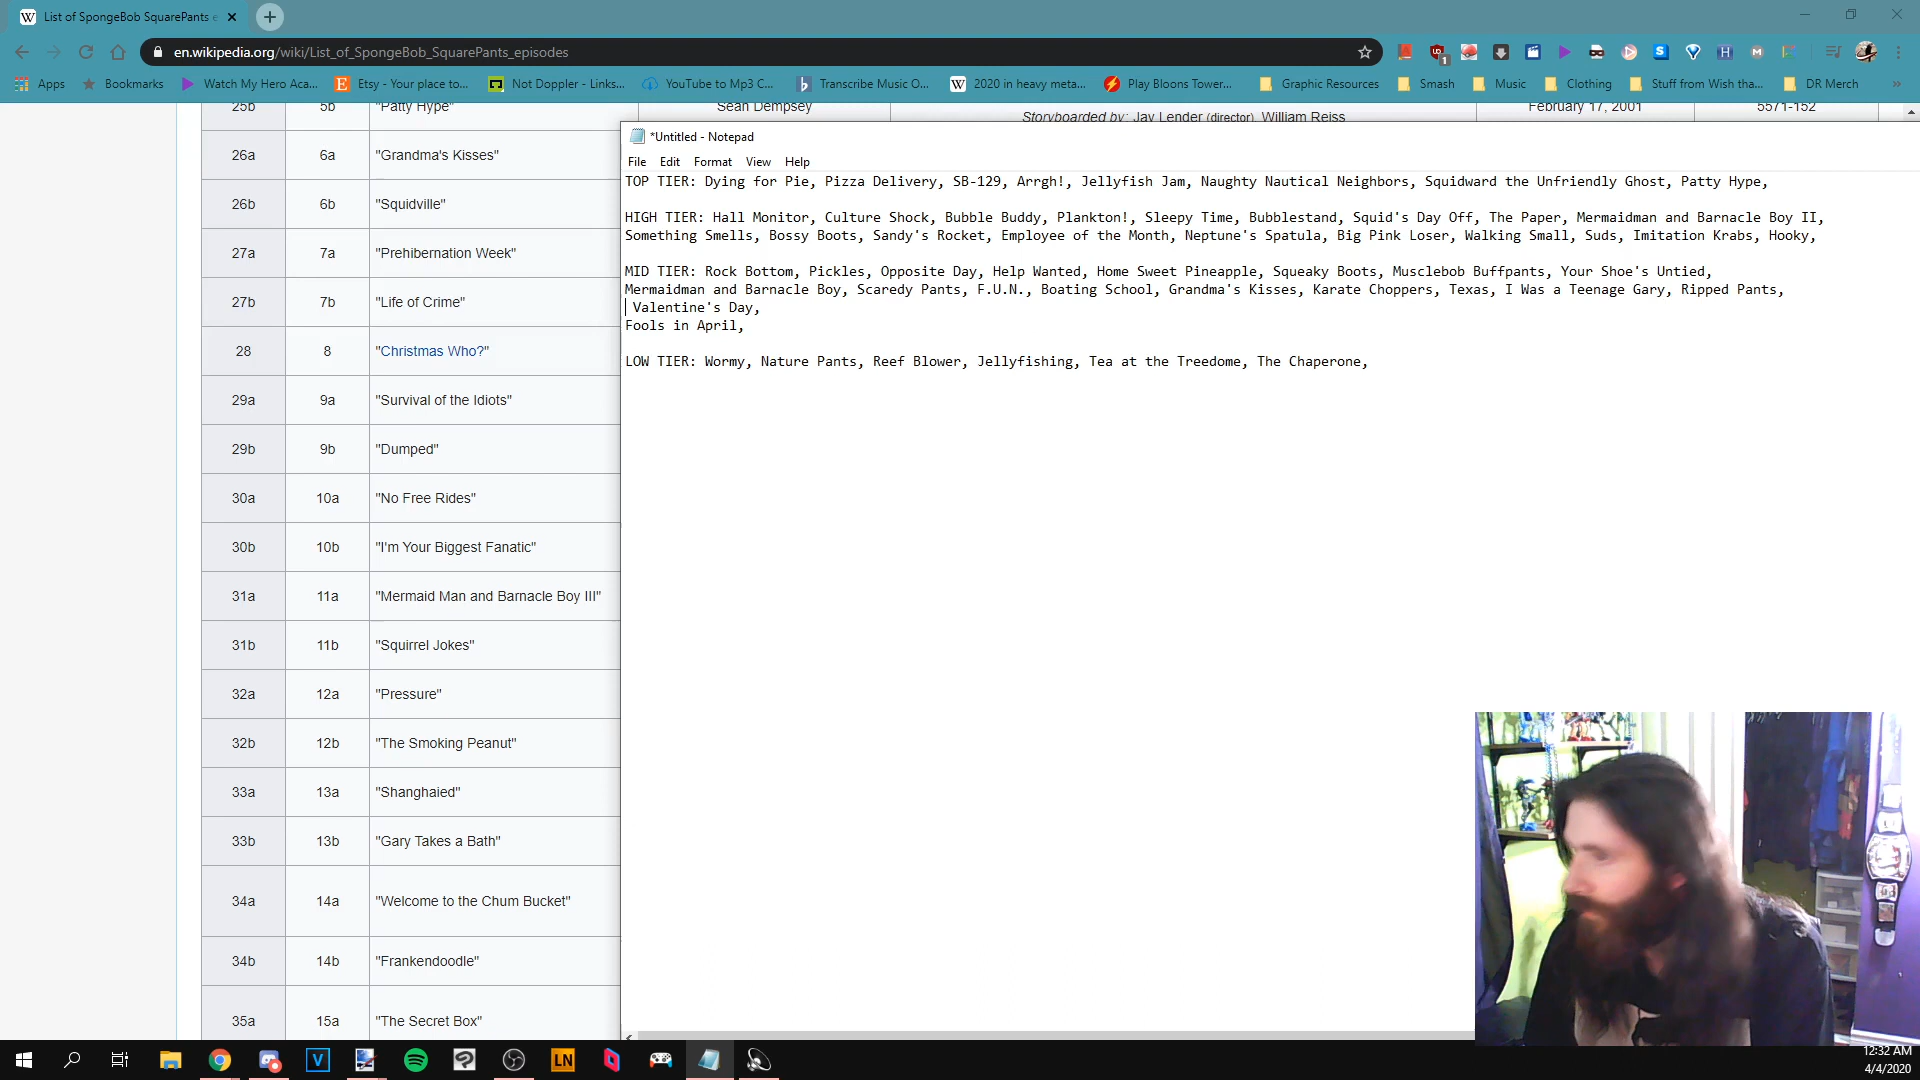 List of SpongeBob SquarePants e
en.wikipedia.org/wiki/List_of_SpongeBob_SquarePants_episodes
Apps
Bookmarks
Watch My Hero Aca...
Etsy - Your place to...
Not Doppler - Links...
YouTube to Mp3 C...
Transcribe Music O...
2020 in heavy meta...
Play Bloons Tower...
Graphic Resources
Smash
Music
Clothing
Stuff from Wish tha...
DR Merch
25b 5b "Patty Hype" Sean Dempsey February 17, 2001 5571-152
Storyboarded by: Jay Lender (director), William Reiss
26a 6a "Grandma's Kisses"
26b 6b "Squidville"
27a 7a "Prehibernation Week"
27b 7b "Life of Crime"
28 8 "Christmas Who?"
29a 9a "Survival of the Idiots"
29b 9b "Dumped"
30a 10a "No Free Rides"
30b 10b "I'm Your Biggest Fanatic"
31a 11a "Mermaid Man and Barnacle Boy III"
31b 11b "Squirrel Jokes"
32a 12a "Pressure"
32b 12b "The Smoking Peanut"
33a 13a "Shanghaied"
33b 13b "Gary Takes a Bath"
34a 14a "Welcome to the Chum Bucket"
34b 14b "Frankendoodle"
35a 15a "The Secret Box"
*Untitled - Notepad
File Edit Format View Help
TOP TIER: Dying for Pie, Pizza Delivery, SB-129, Arrgh!, Jellyfish Jam, Naughty Nautical Neighbors, Squidward the Unfriendly Ghost, Patty Hype,
HIGH TIER: Hall Monitor, Culture Shock, Bubble Buddy, Plankton!, Sleepy Time, Bubblestand, Squid's Day Off, The Paper, Mermaidman and Barnacle Boy II,
Something Smells, Bossy Boots, Sandy's Rocket, Employee of the Month, Neptune's Spatula, Big Pink Loser, Walking Small, Suds, Imitation Krabs, Hooky,
MID TIER: Rock Bottom, Pickles, Opposite Day, Help Wanted, Home Sweet Pineapple, Squeaky Boots, Musclebob Buffpants, Your Shoe's Untied,
Mermaidman and Barnacle Boy, Scaredy Pants, F.U.N., Boating School, Grandma's Kisses, Karate Choppers, Texas, I Was a Teenage Gary, Ripped Pants,
Valentine's Day,
Fools in April,
LOW TIER: Wormy, Nature Pants, Reef Blower, Jellyfishing, Tea at the Treedome, The Chaperone,
12:32 AM
4/4/2020